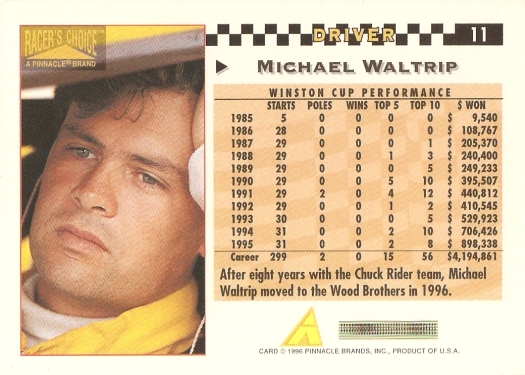 RACER'S CHOICE™
A PINNACLE® BRAND
DRIVER
11
MICHAEL WALTRIP
WINSTON CUP PERFORMANCE
STARTS POLES WINS TOP 5 TOP 10 $ WON
1985 5 0 0 0 0 $ 9,540
1986 28 0 0 0 0 $ 108,767
1987 29 0 0 0 1 $ 205,370
1988 29 0 0 1 3 $ 240,400
1989 29 0 0 0 5 $ 249,233
1990 29 0 0 5 10 $ 395,507
1991 29 2 0 4 12 $ 440,812
1992 29 0 0 1 2 $ 410,545
1993 30 0 0 0 5 $ 529,923
1994 31 0 0 2 10 $ 706,426
1995 31 0 0 2 8 $ 898,338
Career 299 2 0 15 56 $4,194,861
After eight years with the Chuck Rider team, Michael
Waltrip moved to the Wood Brothers in 1996.
CARD © 1996 PINNACLE BRANDS, INC., PRODUCT OF U.S.A.